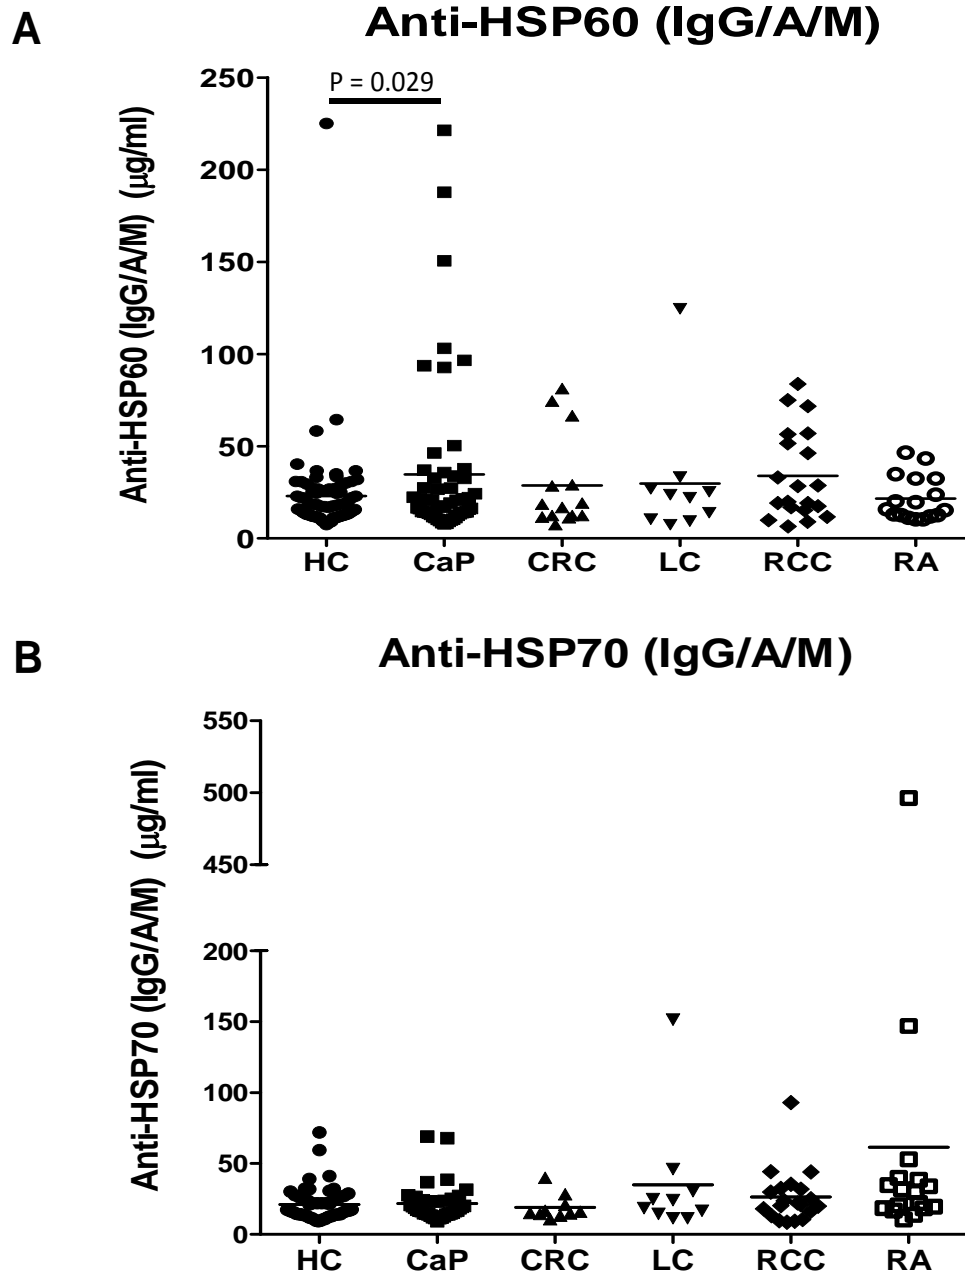 A
Anti-HSP60 (IgG/A/M)
Anti-HSP60 (IgG/A/M) (µg/ml)
250
200
150
100
50
0
P = 0.029
HC CaP CRC LC RCC RA
B
Anti-HSP70 (IgG/A/M)
Anti-HSP70 (IgG/A/M) (µg/ml)
550
500
450
200
150
100
50
0
HC CaP CRC LC RCC RA